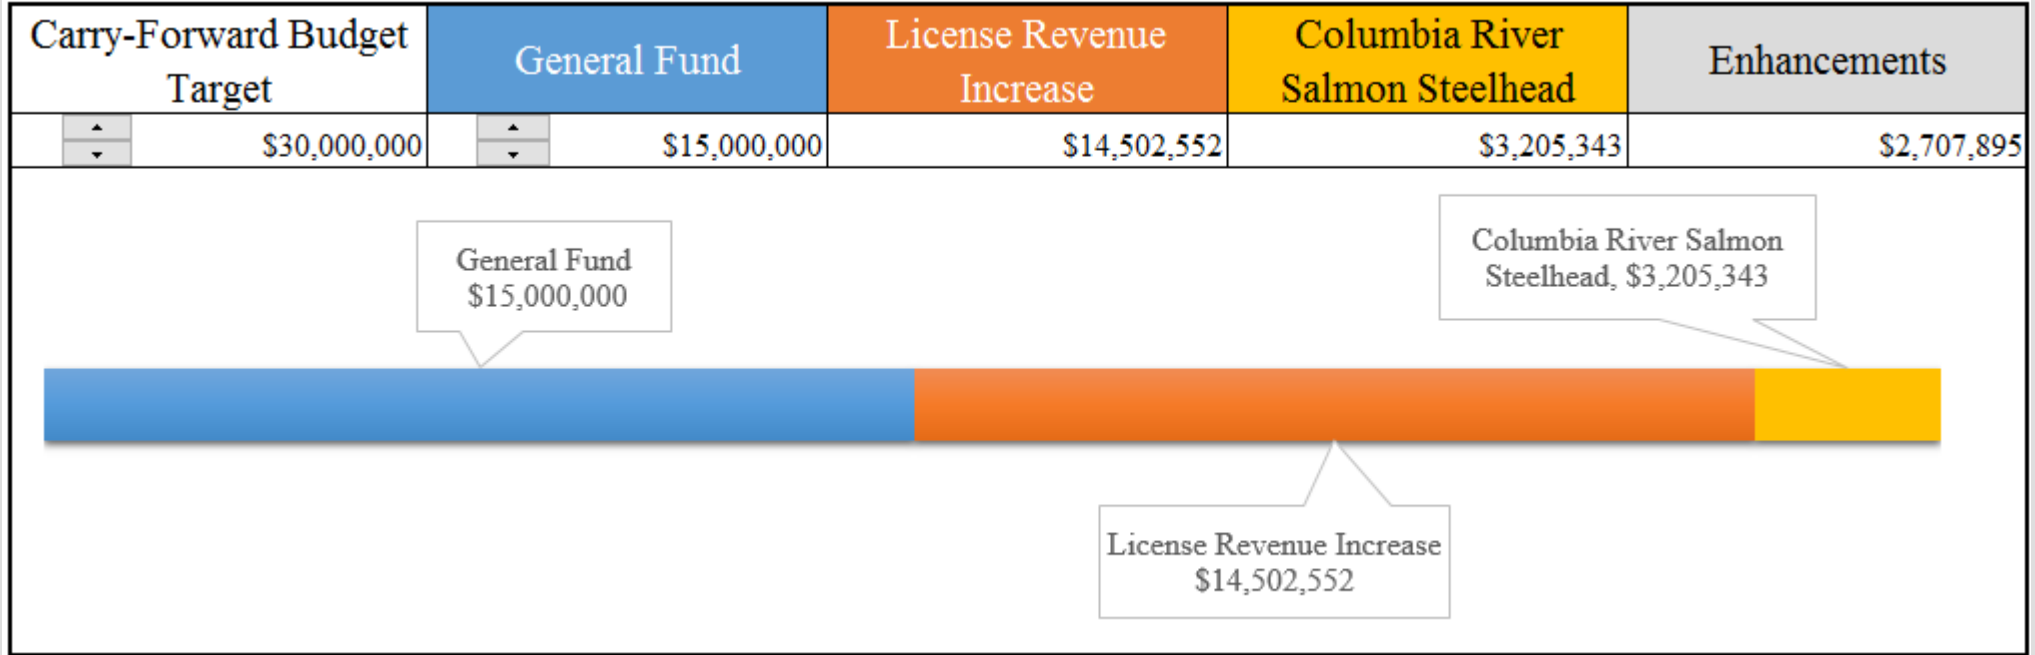 Carry-Forward Budget
Target
General Fund
License Revenue
Increase
Columbia River
Salmon Steelhead
Enhancements
$30,000,000
$15,000,000
$14,502,552
$3,205,343
$2,707,895
General Fund
$15,000,000
Columbia River Salmon
Steelhead, $3,205,343
License Revenue Increase
$14,502,552